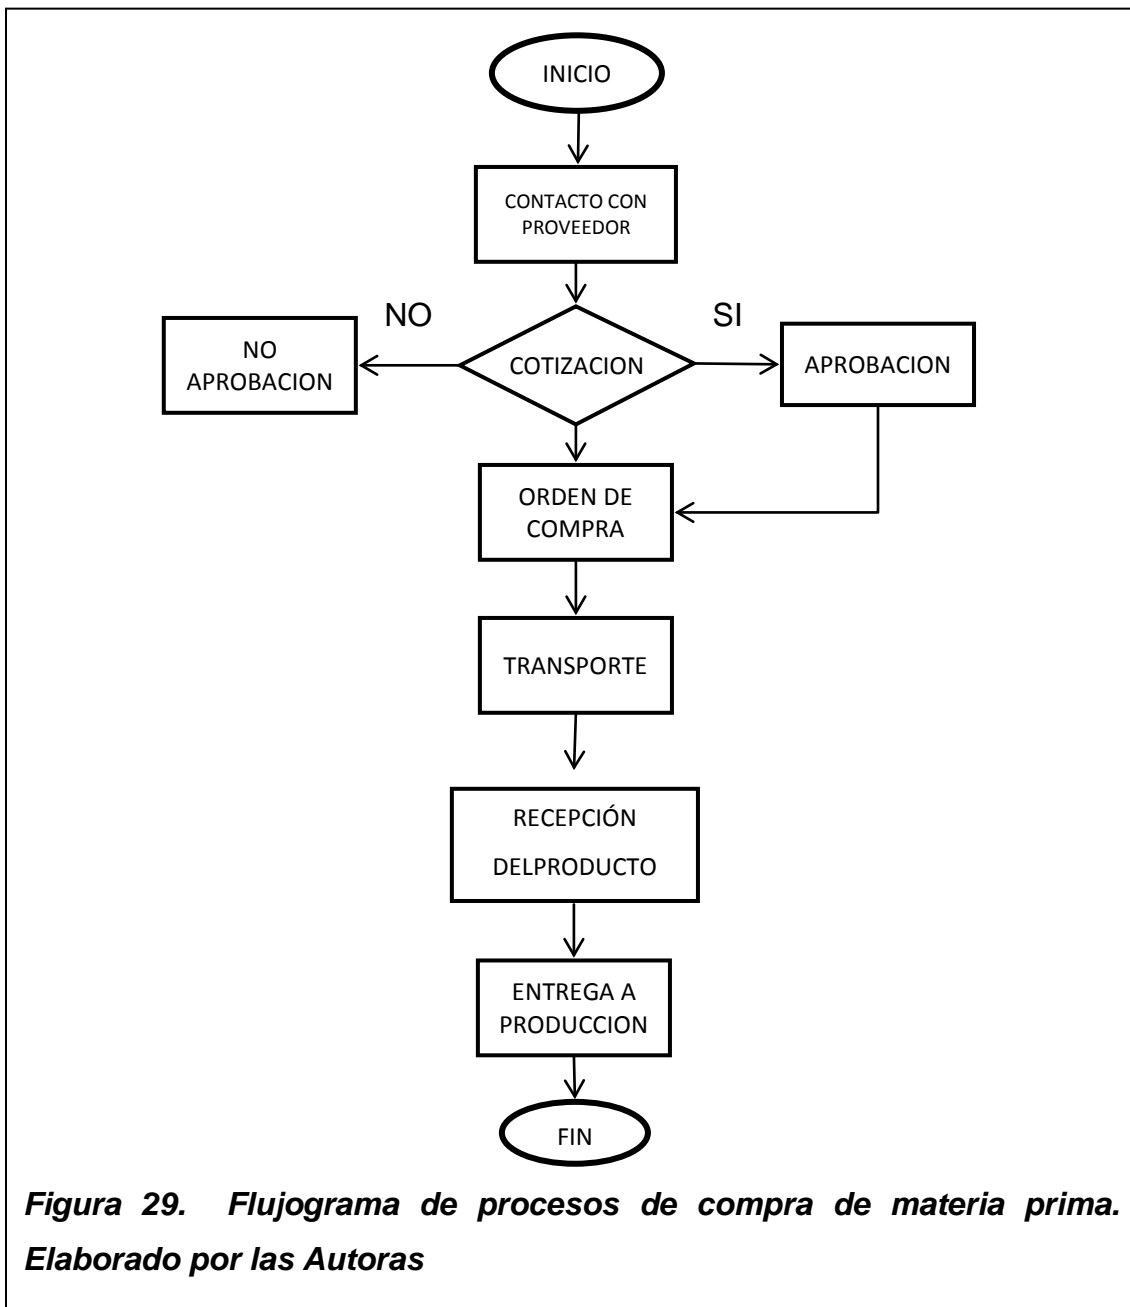 INICIO
CONTACTO CON
PROVEEDOR
NO
SI
NO
APROBACION
COTIZACION
APROBACION
ORDEN DE
COMPRA
TRANSPORTE
RECEPCIÓN
DELPRODUCTO
ENTREGA A
PRODUCCION
FIN
Figura 29. Flujograma de procesos de compra de materia prima.
Elaborado por las Autoras